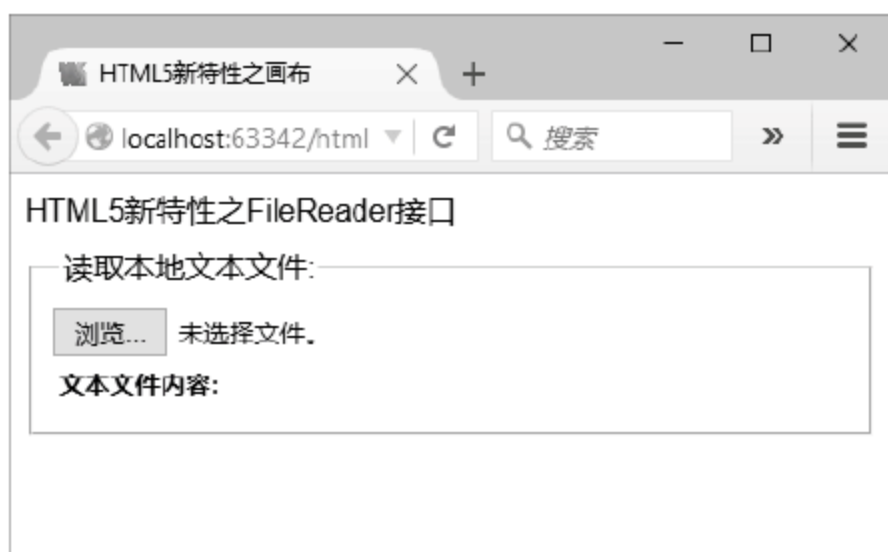 HTML5新特性之画布
localhost:63342/html
搜索
HTML5新特性之FileReader接口
读取本地文本文件:
浏览... 未选择文件。
文本文件内容: